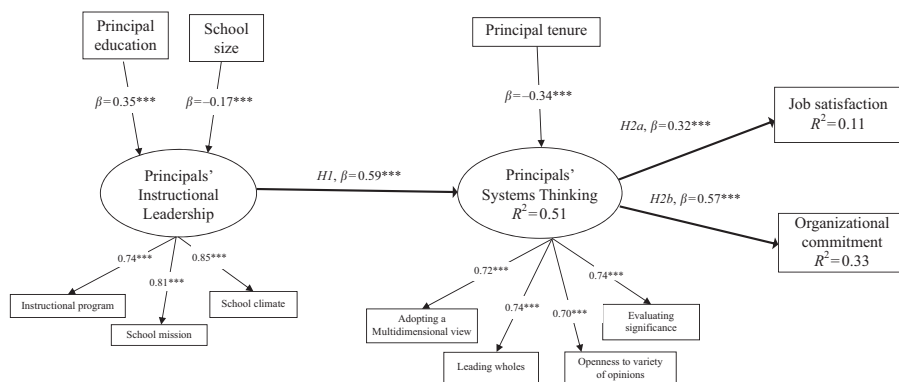 Principal
education
School
size
Principal tenure
β=0.35***
β=–0.17***
β=–0.34***
Job satisfaction
R²=0.11
H2a, β=0.32***
Principals’
Instructional
Leadership
H1, β=0.59***
Principals’
Systems Thinking
R²=0.51
H2b, β=0.57***
Organizational
commitment
R²=0.33
0.74***
0.81***
0.85***
Instructional program
School mission
School climate
0.72***
0.74***
0.70***
0.74***
Adopting a
Multidimensional view
Leading wholes
Openness to variety
of opinions
Evaluating
significance